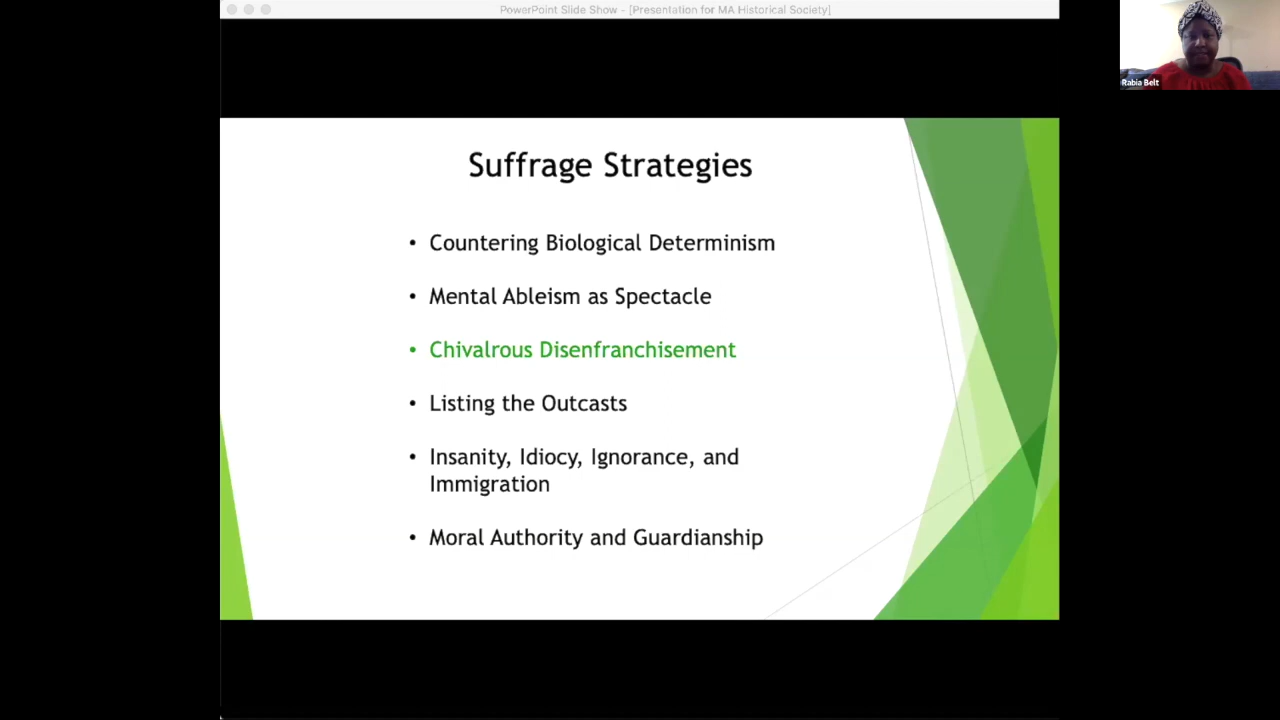 PowerPoint Slide Show - [Presentation for MA Historical Society]
Rabia Belt
Suffrage Strategies
• Countering Biological Determinism
• Mental Ableism as Spectacle
• Chivalrous Disenfranchisement
• Listing the Outcasts
• Insanity, Idiocy, Ignorance, and
Immigration
• Moral Authority and Guardianship